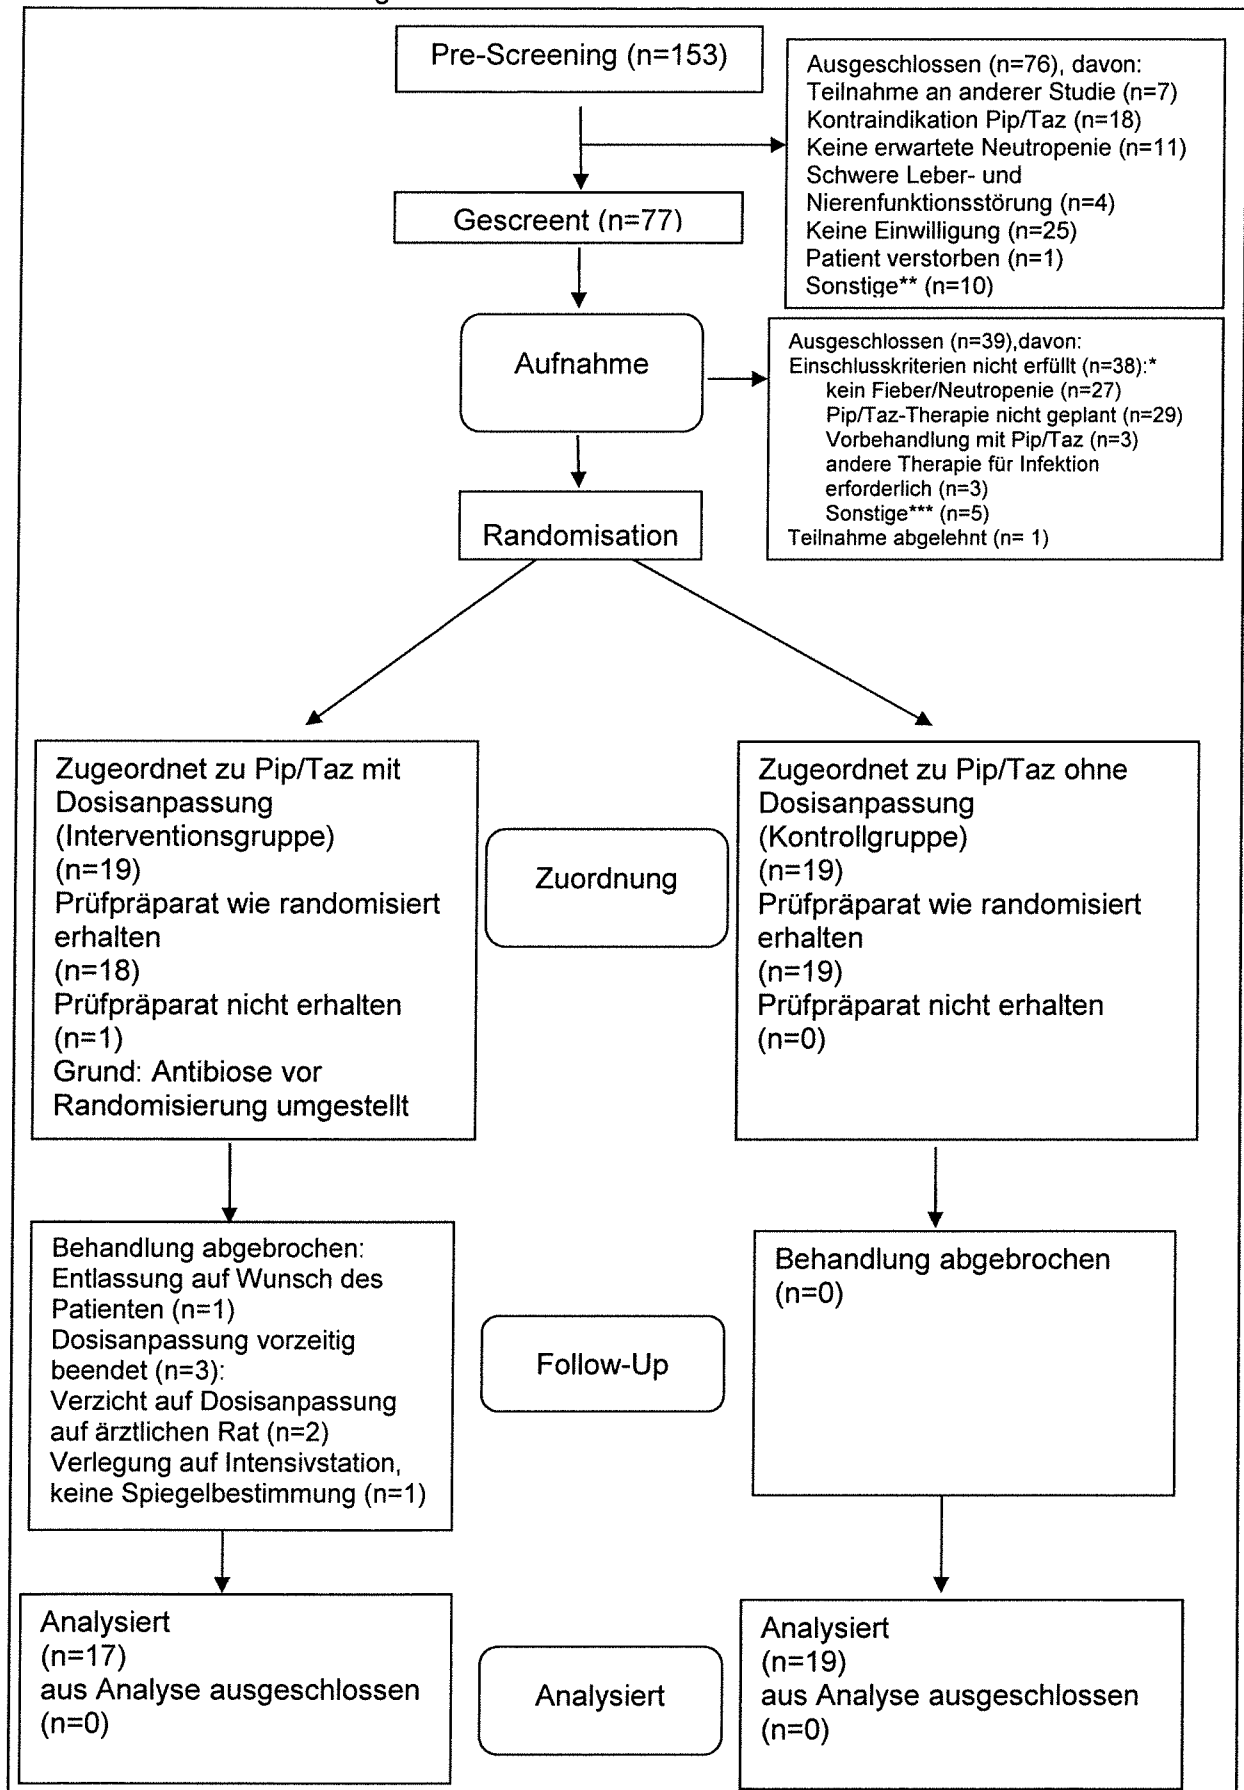 Pre-Screening (n=153)
Ausgeschlossen (n=76), davon:
Teilnahme an anderer Studie (n=7)
Kontraindikation Pip/Taz (n=18)
Keine erwartete Neutropenie (n=11)
Schwere Leber- und
Nierenfunktionsstörung (n=4)
Keine Einwilligung (n=25)
Patient verstorben (n=1)
Sonstige** (n=10)
Gescreent (n=77)
Aufnahme
Ausgeschlossen (n=39),davon:
Einschlusskriterien nicht erfüllt (n=38):*
kein Fieber/Neutropenie (n=27)
Pip/Taz-Therapie nicht geplant (n=29)
Vorbehandlung mit Pip/Taz (n=3)
andere Therapie für Infektion
erforderlich (n=3)
Sonstige*** (n=5)
Teilnahme abgelehnt (n= 1)
Randomisation
Zugeordnet zu Pip/Taz mit
Dosisanpassung
(Interventionsgruppe)
(n=19)
Prüfpräparat wie randomisiert
erhalten
(n=18)
Prüfpräparat nicht erhalten
(n=1)
Grund: Antibiose vor
Randomisierung umgestellt
Zuordnung
Zugeordnet zu Pip/Taz ohne
Dosisanpassung
(Kontrollgruppe)
(n=19)
Prüfpräparat wie randomisiert
erhalten
(n=19)
Prüfpräparat nicht erhalten
(n=0)
Behandlung abgebrochen:
Entlassung auf Wunsch des
Patienten (n=1)
Dosisanpassung vorzeitig
beendet (n=3):
Verzicht auf Dosisanpassung
auf ärztlichen Rat (n=2)
Verlegung auf Intensivstation,
keine Spiegelbestimmung (n=1)
Follow-Up
Behandlung abgebrochen
(n=0)
Analysiert
(n=17)
aus Analyse ausgeschlossen
(n=0)
Analysiert
Analysiert
(n=19)
aus Analyse ausgeschlossen
(n=0)